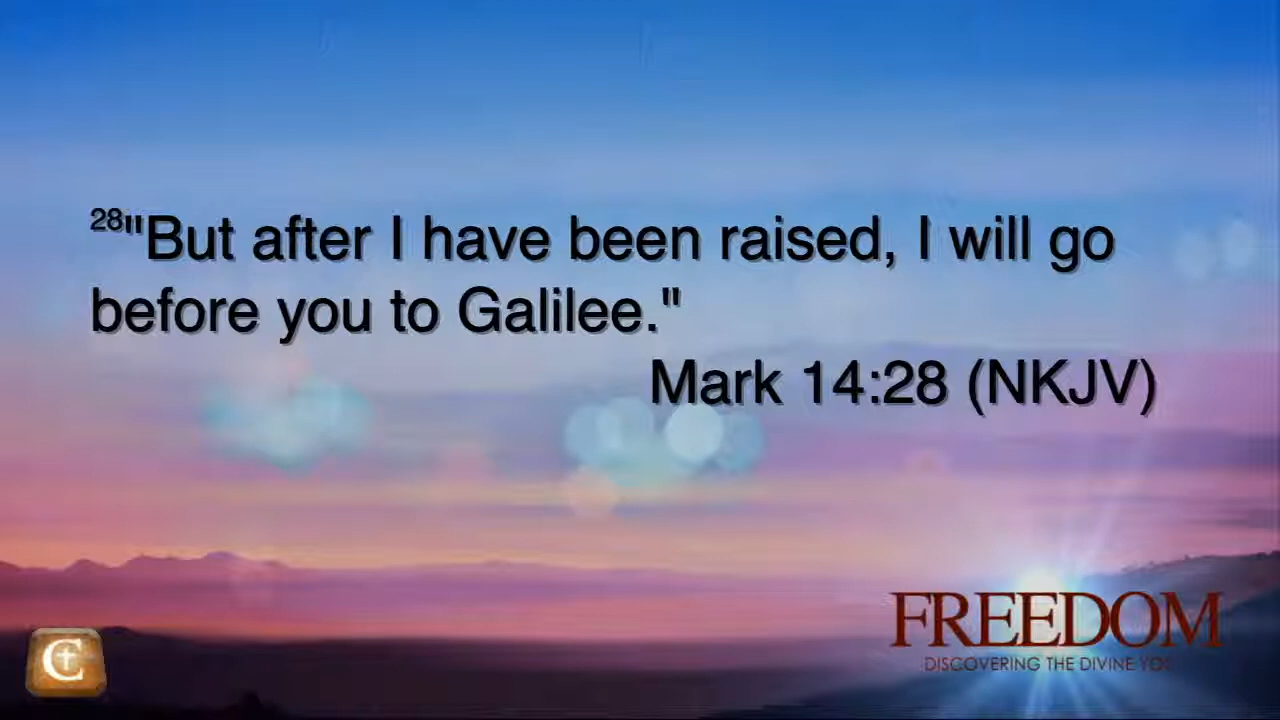 28"But after I have been raised, I will go
before you to Galilee."
Mark 14:28 (NKJV)
FREEDOM
DISCOVERING THE DIVINE YOU
C